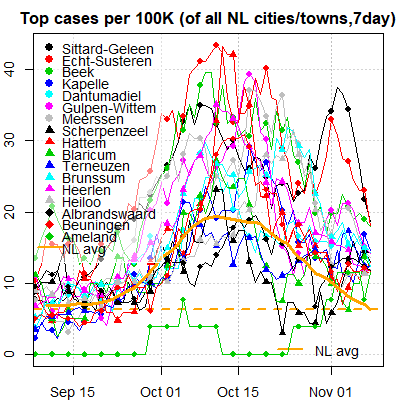 Top cases per 100K (of all NL cities/towns,7day)
40
30
20
10
0
Sittard-Geleen
Echt-Susteren
Beek
Kapelle
Dantumadiel
Gulpen-Wittem
Meerssen
Scherpenzeel
Hattem
Blaricum
Terneuzen
Brunssum
Heerlen
Heiloo
Albrandswaard
Beuningen
Ameland
NL avg
NL avg
Sep 15
Oct 01
Oct 15
Nov 01